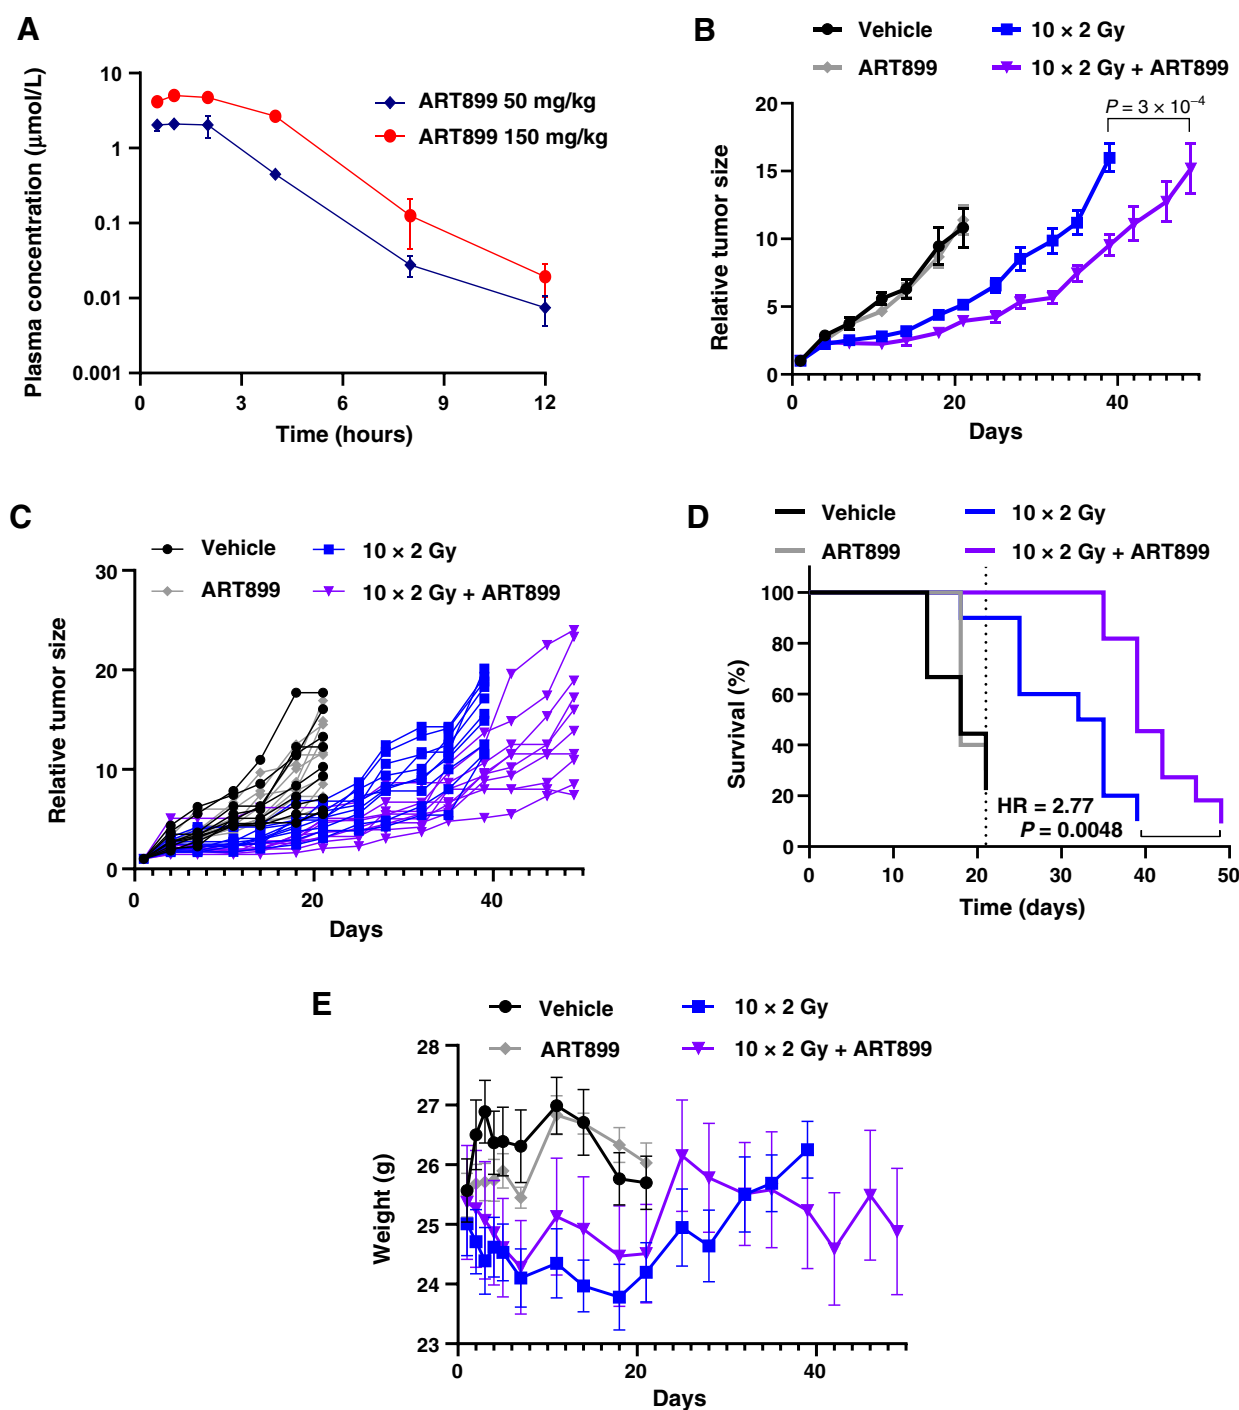 A
Plasma concentration (µmol/L)
10
1
0.1
0.01
0.001
0
3
6
9
12
Time (hours)
ART899 50 mg/kg
ART899 150 mg/kg
B
Vehicle
ART899
10 × 2 Gy
10 × 2 Gy + ART899
P = 3 × 10⁻⁴
Relative tumor size
20
15
10
5
0
0
20
40
Days
C
Vehicle
ART899
10 × 2 Gy
10 × 2 Gy + ART899
Relative tumor size
30
20
10
0
0
20
40
Days
D
Vehicle
ART899
10 × 2 Gy
10 × 2 Gy + ART899
Survival (%)
100
80
60
40
20
0
HR = 2.77
P = 0.0048
0
10
20
30
40
50
Time (days)
E
Vehicle
ART899
10 × 2 Gy
10 × 2 Gy + ART899
Weight (g)
28
27
26
25
24
23
0
20
40
Days